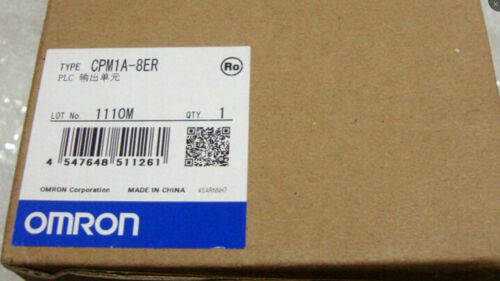 TYPE CPM1A-8ER
Ro
PLC 输出单元
LOT No. 1110M QTY. 1
4 547648 511261
OMRON Corporation MADE IN CHINA
OMRON